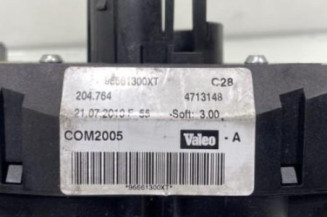 96661300XT C28
204.764 4713148
21.07.2010 F 55 -Soft: 3.00
COM2005 Valeo -A
*96661300XT*